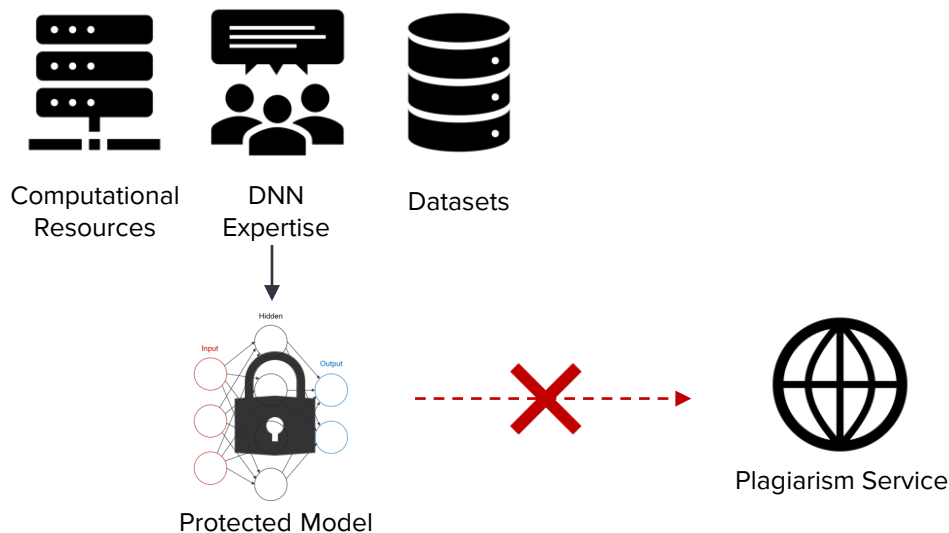 Computational
Resources
DNN
Expertise
Datasets
Hidden
Input
Output
Protected Model
Plagiarism Service